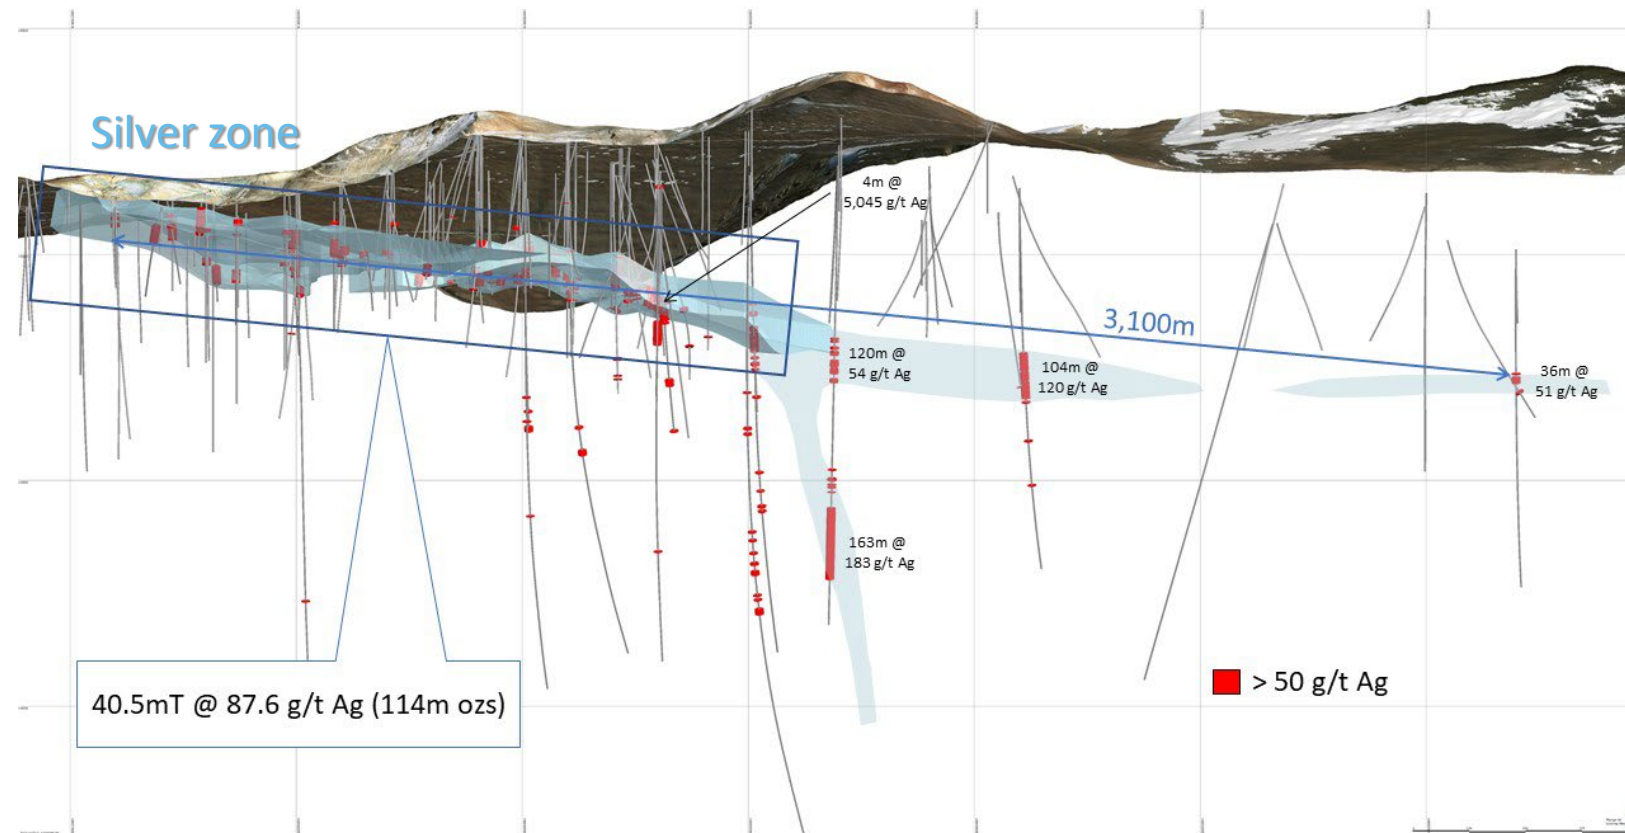 Silver zone
4m @
5,045 g/t Ag
3,100m
120m @
54 g/t Ag
104m @
120 g/t Ag
36m @
51 g/t Ag
163m @
183 g/t Ag
> 50 g/t Ag
40.5mT @ 87.6 g/t Ag (114m ozs)